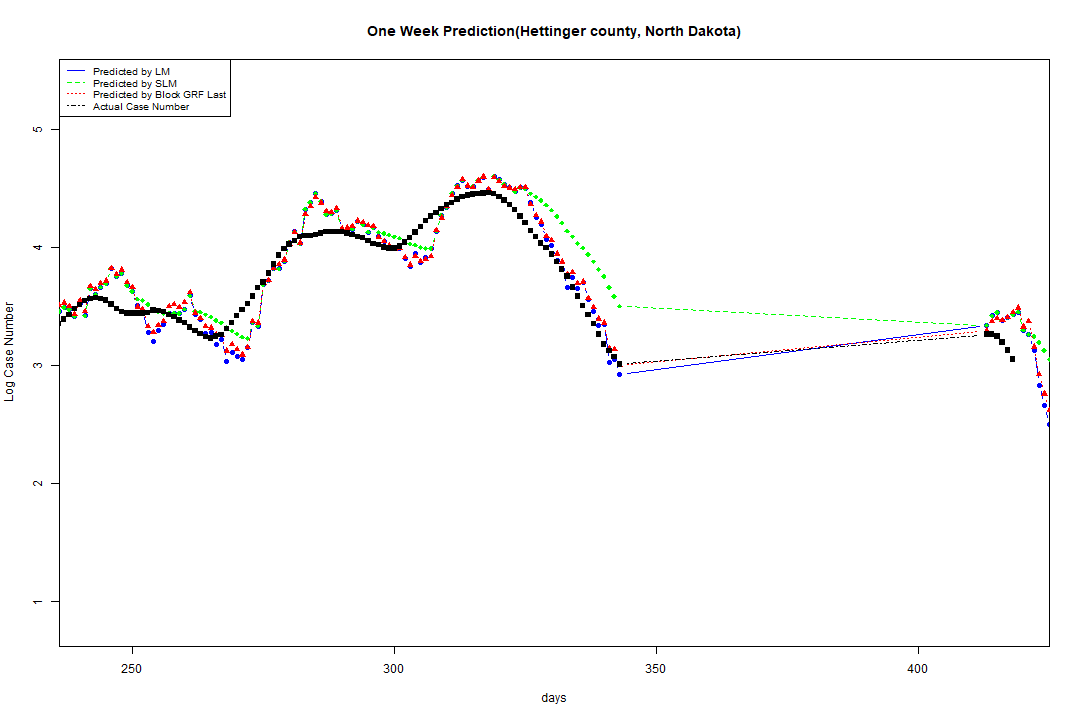 One Week Prediction(Hettinger county, North Dakota)
Predicted by LM
Predicted by SLM
Predicted by Block GRF Last
Actual Case Number
5
4
3
2
1
Log Case Number
250 300 350 400
days